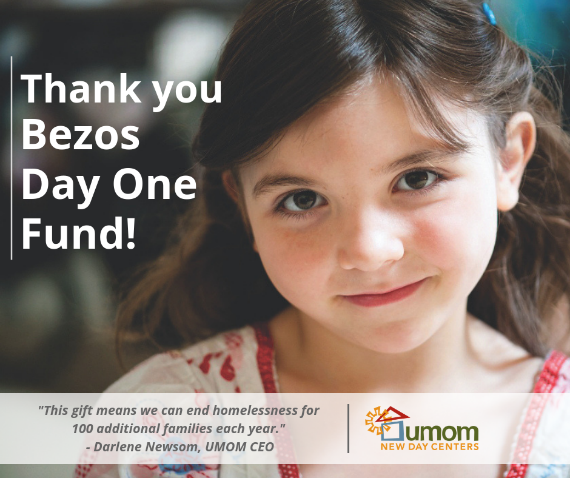 Thank you
Bezos
Day One
Fund!
"This gift means we can end homelessness for
100 additional families each year."
- Darlene Newsom, UMOM CEO
umom
NEW DAY CENTERS